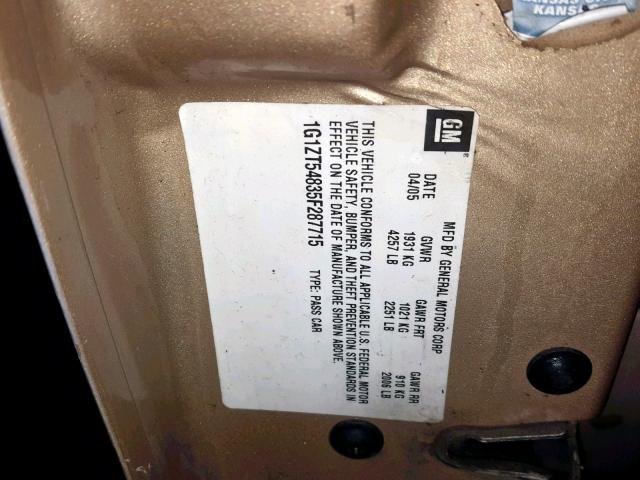 GM
MFD BY GENERAL MOTORS CORP
DATE GVWR GAWR FRT GAWR RR
04/05 1931 KG 1021 KG 910 KG
4257 LB 2251 LB 2006 LB
THIS VEHICLE CONFORMS TO ALL APPLICABLE U.S. FEDERAL MOTOR
VEHICLE SAFETY, BUMPER, AND THEFT PREVENTION STANDARDS IN
EFFECT ON THE DATE OF MANUFACTURE SHOWN ABOVE.
1G1ZT54835F287715 TYPE: PASS CAR
KANSAS
KANS